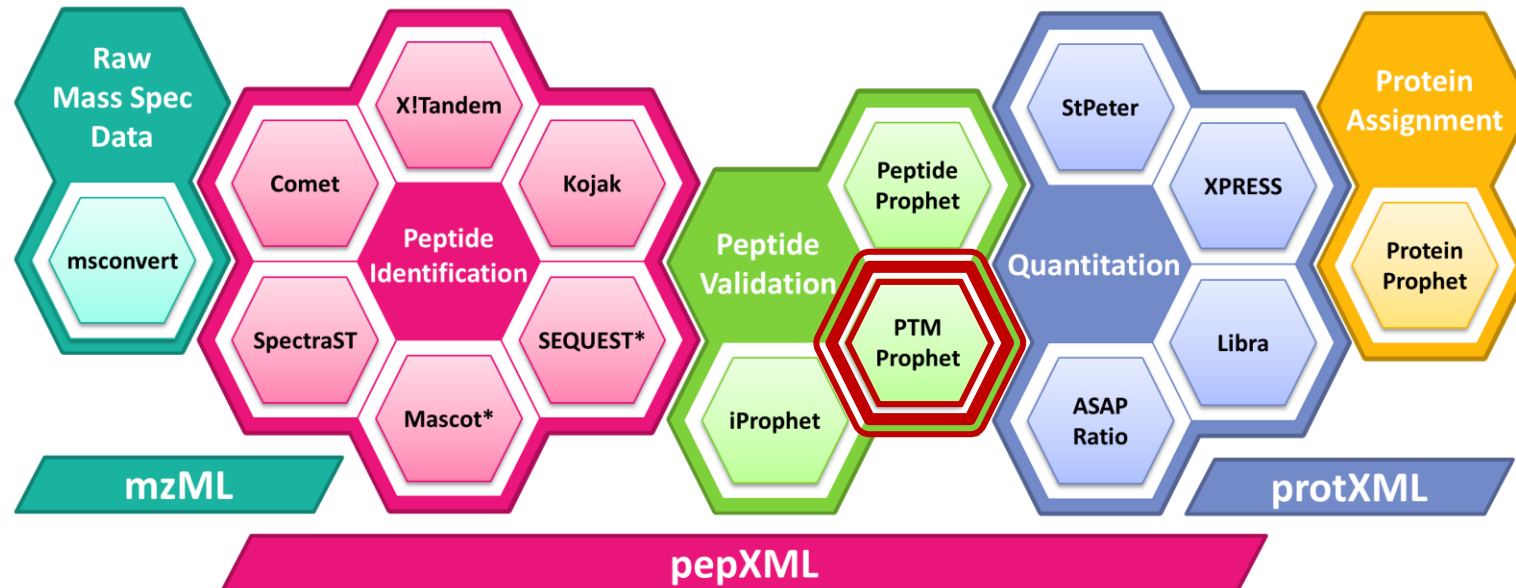 Raw
Mass Spec
Data
msconvert
X!Tandem
Comet
Kojak
Peptide
Identification
SpectraST
SEQUEST*
Mascot*
Peptide
Prophet
Peptide
Validation
PTM
Prophet
iProphet
StPeter
XPRESS
Quantitation
Libra
ASAP
Ratio
Protein
Assignment
Protein
Prophet
mzML
protXML
pepXML